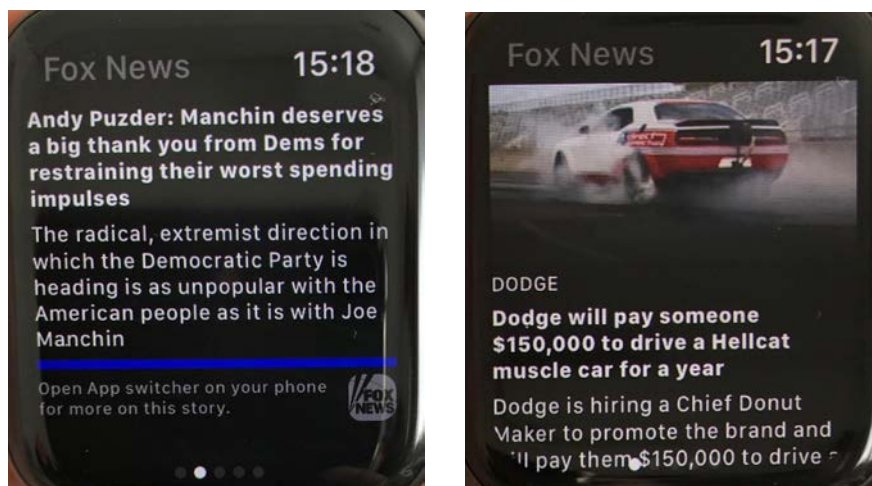 Fox News 15:18
Andy Puzder: Manchin deserves
a big thank you from Dems for
restraining their worst spending
impulses
The radical, extremist direction in
which the Democratic Party is
heading is as unpopular with the
American people as it is with Joe
Manchin
Open App switcher on your phone
for more on this story.
FOX
NEWS
Fox News 15:17
DODGE
Dodge will pay someone
$150,000 to drive a Hellcat
muscle car for a year
Dodge is hiring a Chief Donut
Maker to promote the brand and
will pay them $150,000 to drive a